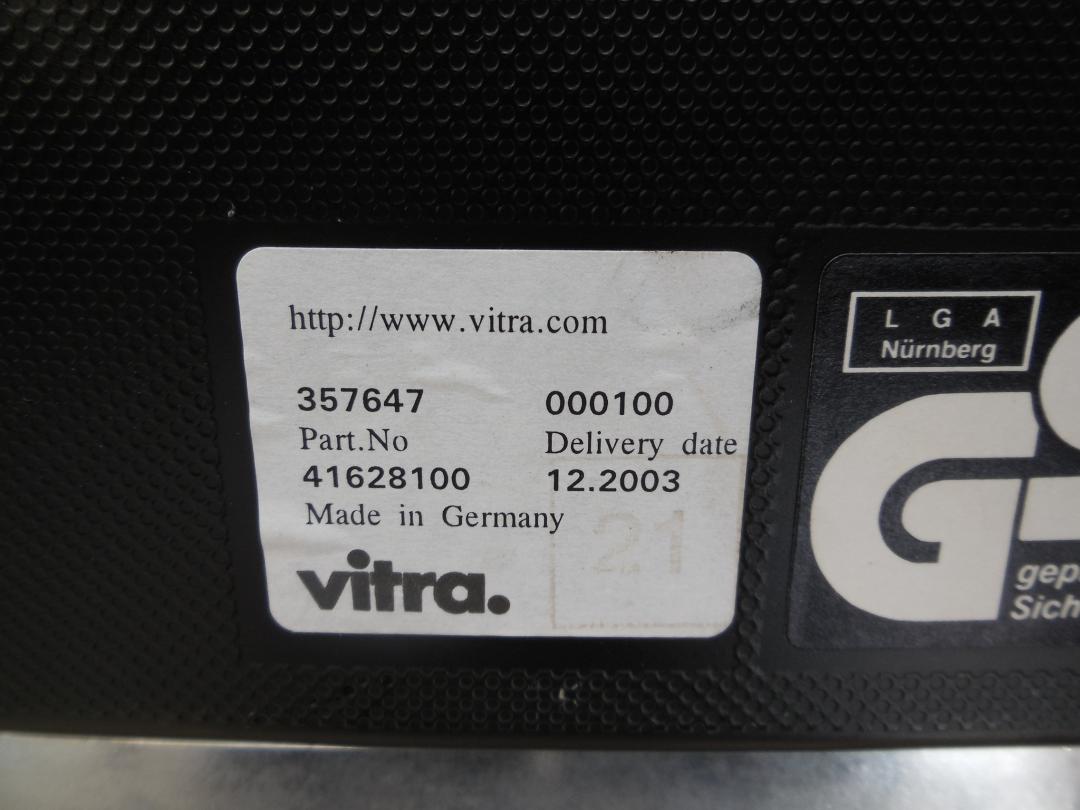 http://www.vitra.com
357647 000100
Part.No Delivery date
41628100 12.2003
Made in Germany
21
vitra.
L G A
Nürnberg
GS
gep
Sich